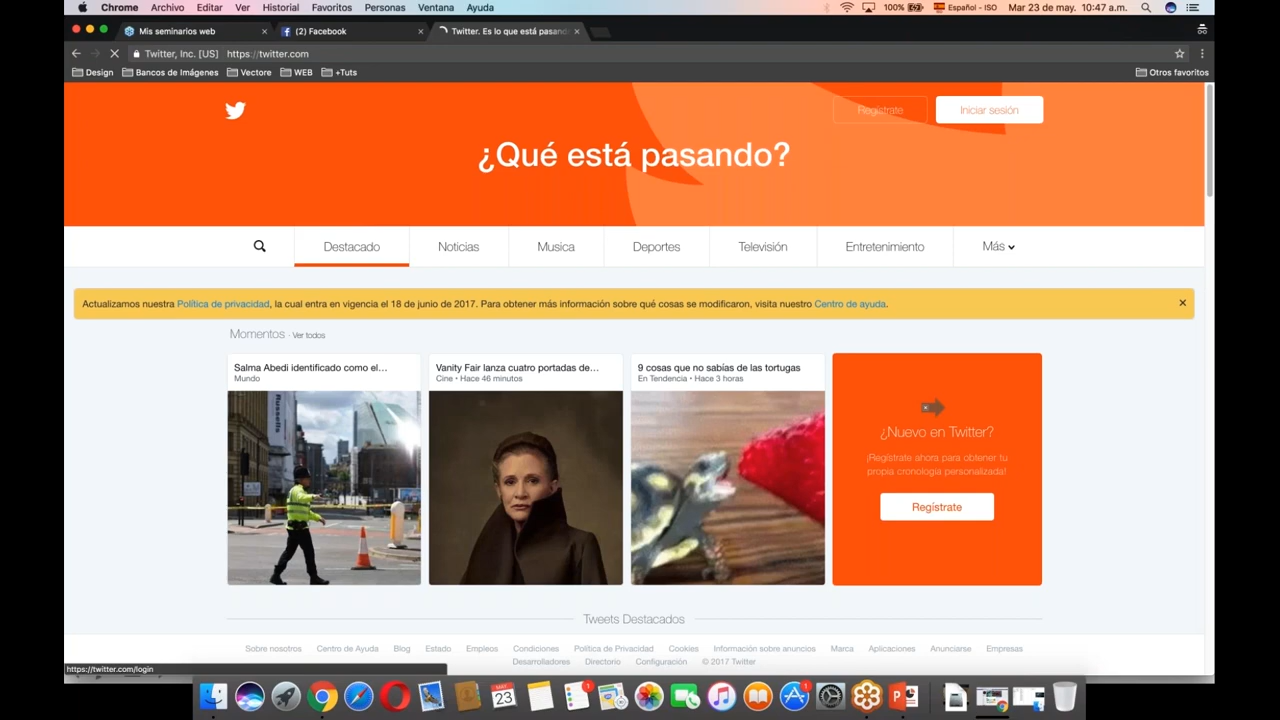 Chrome Archivo Editar Ver Historial Favoritos Personas Ventana Ayuda 100% Español - ISO Mar 23 de may. 10:47 a.m.
Mis seminarios web (2) Facebook Twitter. Es lo que está pasand
Twitter, Inc. [US] https://twitter.com
Design Bancos de Imágenes Vectore WEB +Tuts Otros favoritos
Regístrate Iniciar sesión
¿Qué está pasando?
Destacado Noticias Musica Deportes Televisión Entretenimiento Más
Actualizamos nuestra Política de privacidad, la cual entra en vigencia el 18 de junio de 2017. Para obtener más información sobre qué cosas se modificaron, visita nuestro Centro de ayuda.
Momentos · Ver todos
Salma Abedi identificado como el…
Mundo
Vanity Fair lanza cuatro portadas de…
Cine • Hace 46 minutos
9 cosas que no sabías de las tortugas
En Tendencia • Hace 3 horas
Russells
¿Nuevo en Twitter?
¡Regístrate ahora para obtener tu
propia cronología personalizada!
Regístrate
Tweets Destacados
Sobre nosotros Centro de Ayuda Blog Estado Empleos Condiciones Política de Privacidad Cookies Información sobre anuncios Marca Aplicaciones Anunciarse Empresas
Desarrolladores Directorio Configuración © 2017 Twitter
https://twitter.com/login
23